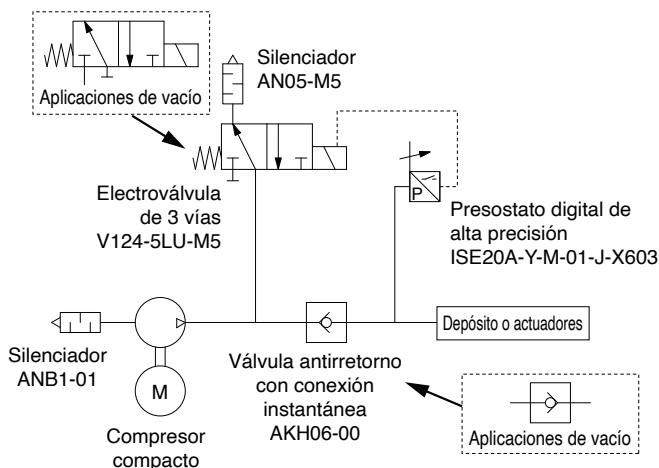 Aplicaciones de vacío
Silenciador
AN05-M5
Electroválvula
de 3 vías
V124-5LU-M5
P
Presostato digital de
alta precisión
ISE20A-Y-M-01-J-X603
Depósito o actuadores
Silenciador
ANB1-01
M
Compresor
compacto
Válvula antirretorno
con conexión
instantánea
AKH06-00
Aplicaciones de vacío